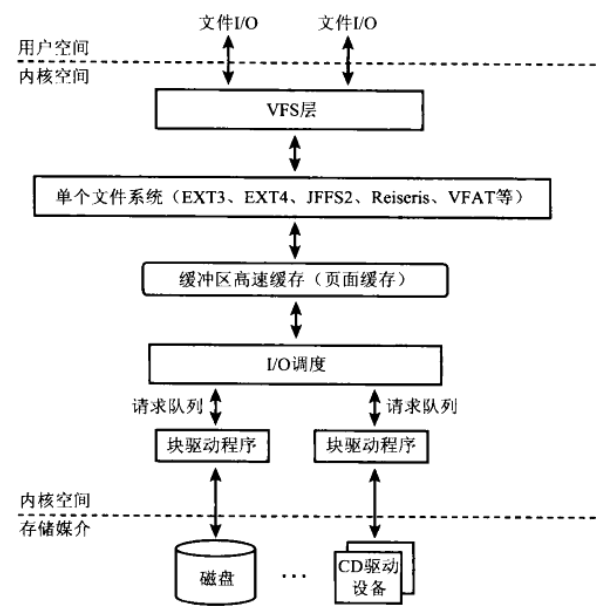 文件I/O 文件I/O
用户空间
内核空间
VFS层
单个文件系统（EXT3、EXT4、JFFS2、Reiseris、VFAT等）
缓冲区高速缓存（页面缓存）
I/O调度
请求队列 请求队列
块驱动程序 块驱动程序
内核空间
存储媒介
磁盘 … CD驱动
设备